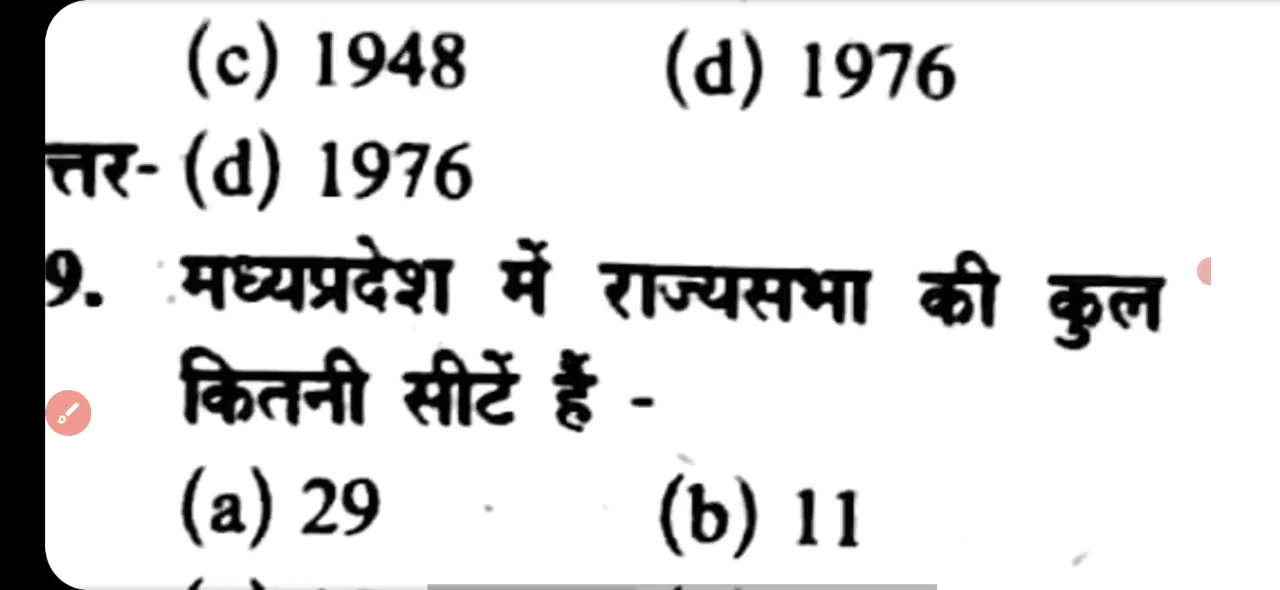 (c) 1948 (d) 1976
त्तर- (d) 1976
9. मध्यप्रदेश में राज्यसभा की कुल
कितनी सीटें हैं -
(a) 29 (b) 11